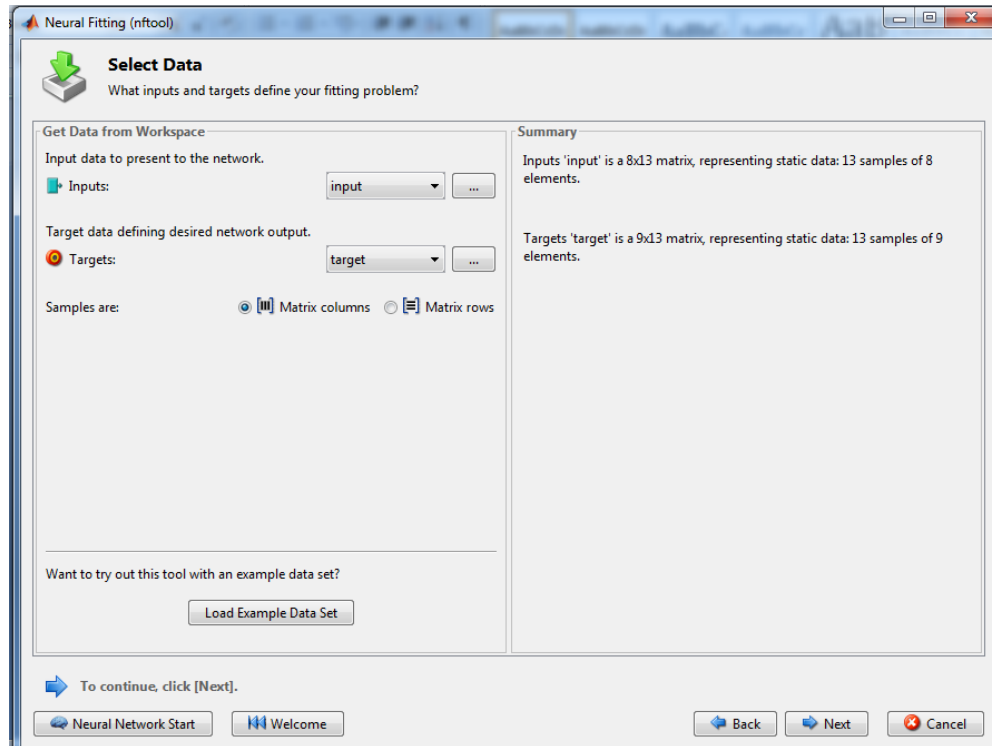 Neural Fitting (nftool)
Select Data
What inputs and targets define your fitting problem?
Get Data from Workspace
Input data to present to the network.
Inputs:
input
...
Target data defining desired network output.
Targets:
target
...
Samples are:
Matrix columns
Matrix rows
Want to try out this tool with an example data set?
Load Example Data Set
Summary
Inputs 'input' is a 8x13 matrix, representing static data: 13 samples of 8
elements.
Targets 'target' is a 9x13 matrix, representing static data: 13 samples of 9
elements.
To continue, click [Next].
Neural Network Start
Welcome
Back
Next
Cancel